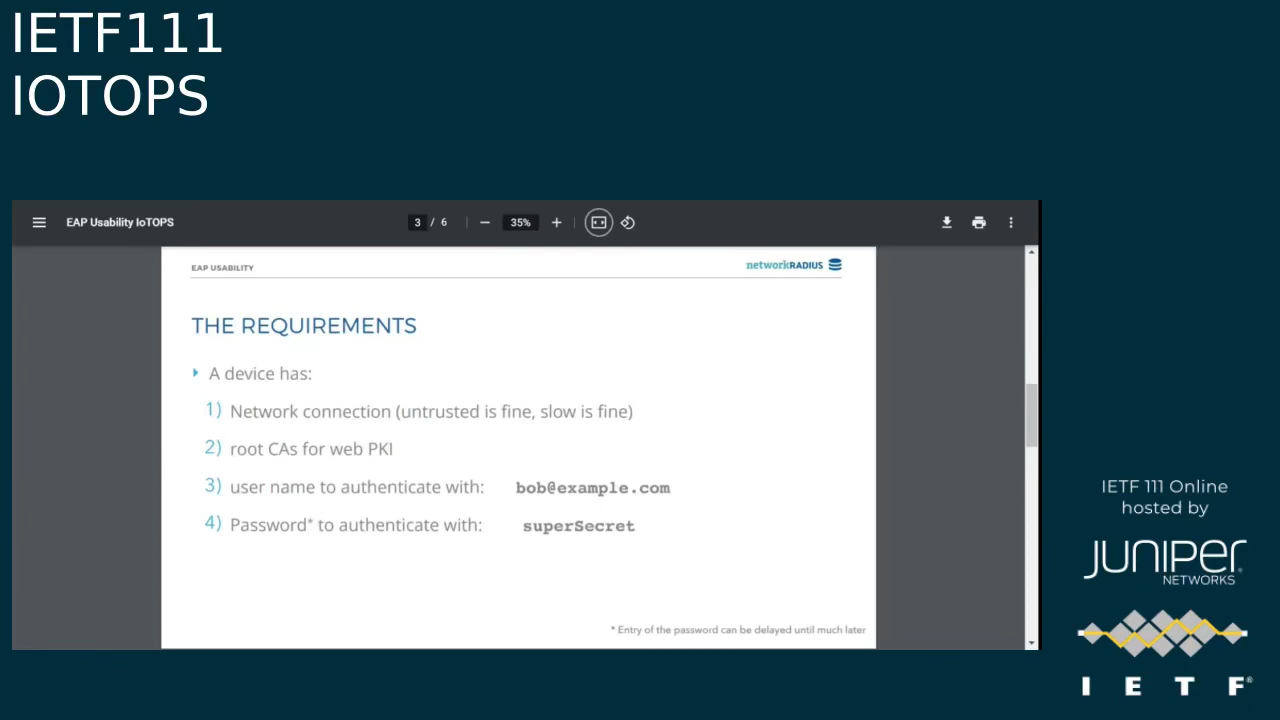 IETF111
IOTOPS
EAP Usability IoTOPS
3 / 6
35%
EAP USABILITY
networkRADIUS
THE REQUIREMENTS
A device has:
1) Network connection (untrusted is fine, slow is fine)
2) root CAs for web PKI
3) user name to authenticate with: bob@example.com
4) Password* to authenticate with: superSecret
* Entry of the password can be delayed until much later
IETF 111 Online
hosted by
JUNIPER
NETWORKS
I E T F®